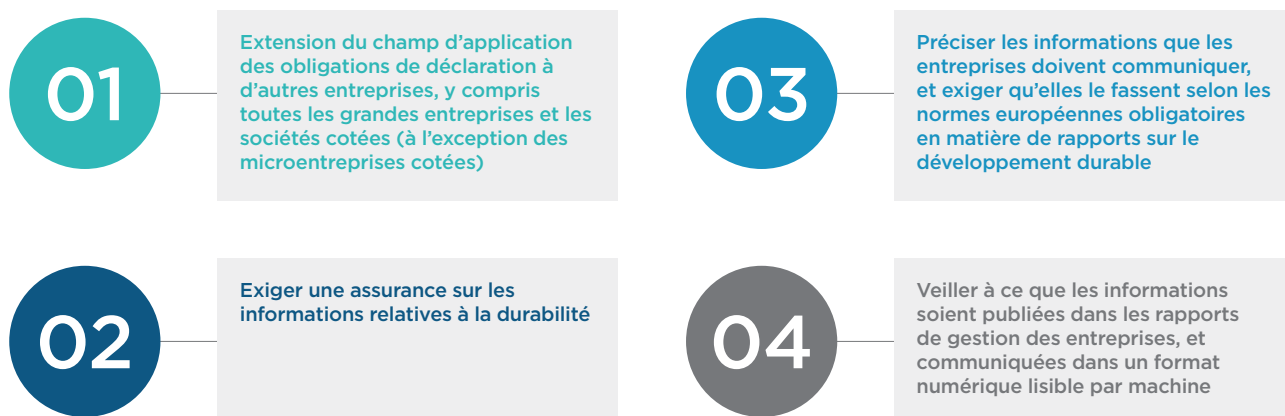 01
Extension du champ d’application
des obligations de déclaration à
d’autres entreprises, y compris
toutes les grandes entreprises et les
sociétés cotées (à l’exception des
microentreprises cotées)
02
Exiger une assurance sur les
informations relatives à la durabilité
03
Préciser les informations que les
entreprises doivent communiquer,
et exiger qu’elles le fassent selon les
normes européennes obligatoires
en matière de rapports sur le
développement durable
04
Veiller à ce que les informations
soient publiées dans les rapports
de gestion des entreprises, et
communiquées dans un format
numérique lisible par machine